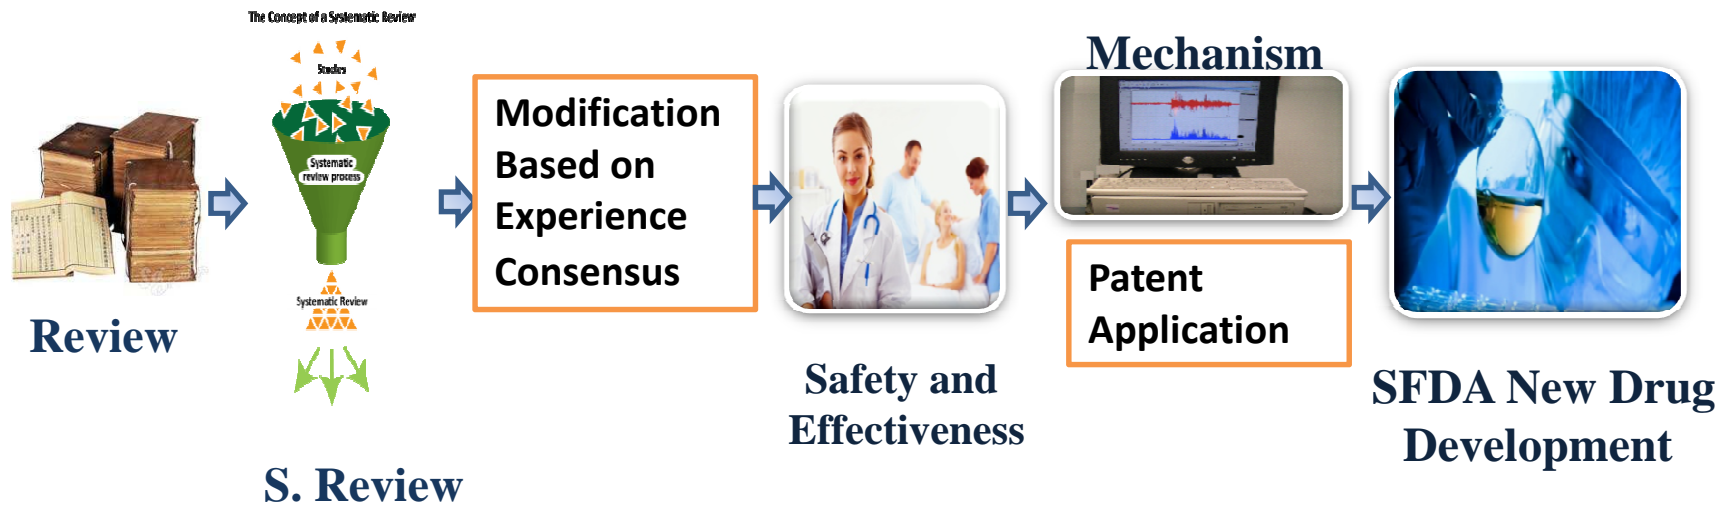 The Concept of a Systematic Review
Studies
Systematic
review process
Systematic Review
Review
S. Review
Modification
Based on
Experience
Consensus
Safety and
Effectiveness
Mechanism
Patent
Application
SFDA New Drug
Development